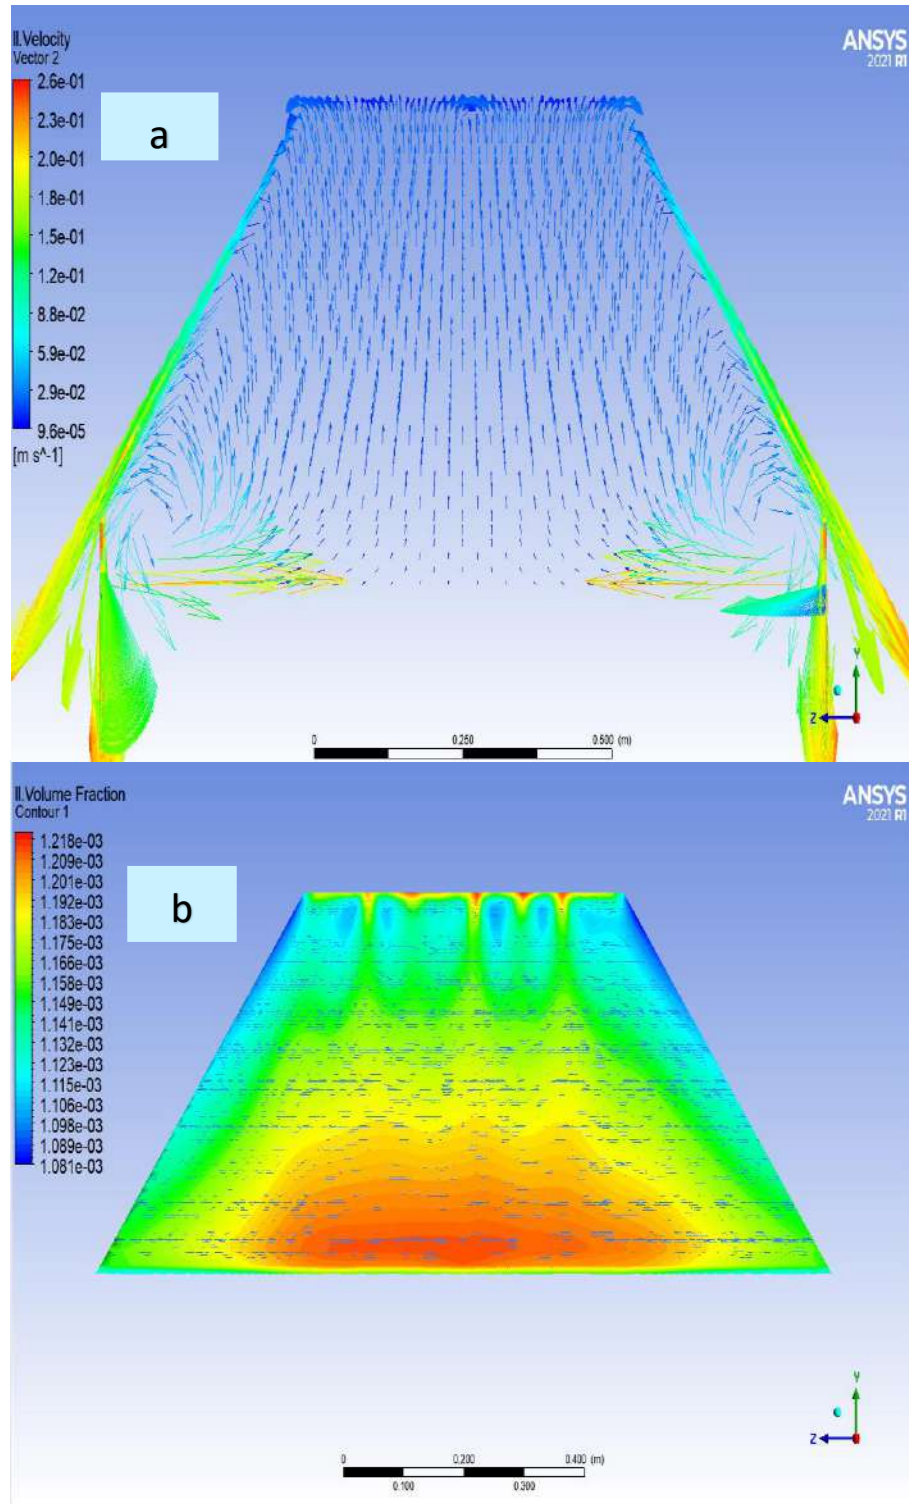 II.Velocity
Vector 2
ANSYS
2021 R1
2.6e-01
2.3e-01
2.0e-01
1.8e-01
1.5e-01
1.2e-01
8.8e-02
5.9e-02
2.9e-02
9.6e-05
[m s^-1]
a
Y
Z
0 0.250 0.500 (m)
II.Volume Fraction
Contour 1
ANSYS
2021 R1
1.218e-03
1.209e-03
1.201e-03
1.192e-03
1.183e-03
1.175e-03
1.166e-03
1.158e-03
1.149e-03
1.141e-03
1.132e-03
1.123e-03
1.115e-03
1.106e-03
1.098e-03
1.089e-03
1.081e-03
b
Y
Z
0 0.200 0.400 (m)
0.100 0.300